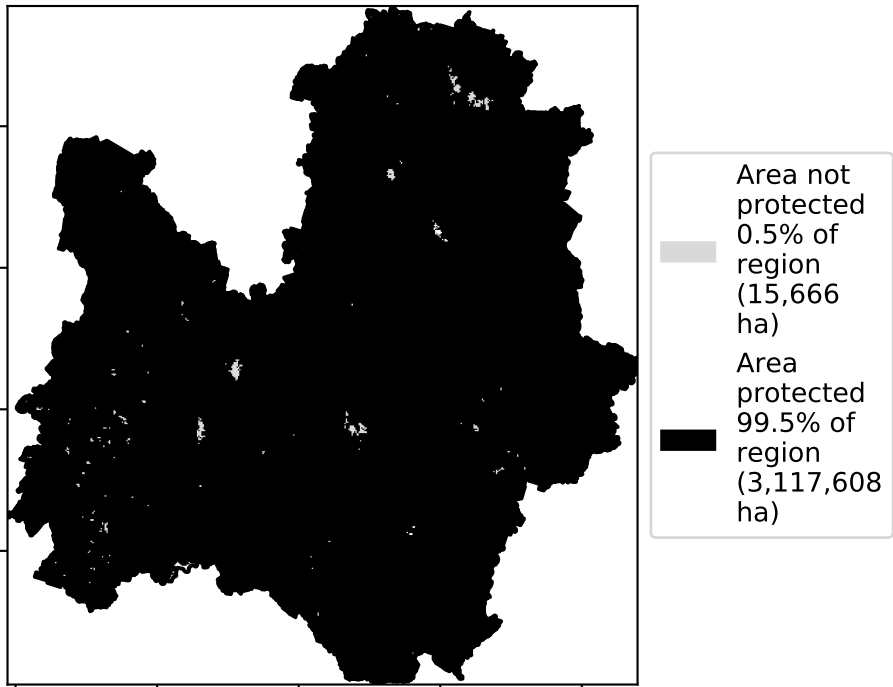 Area not
protected
0.5% of
region
(15,666
ha)
Area
protected
99.5% of
region
(3,117,608
ha)